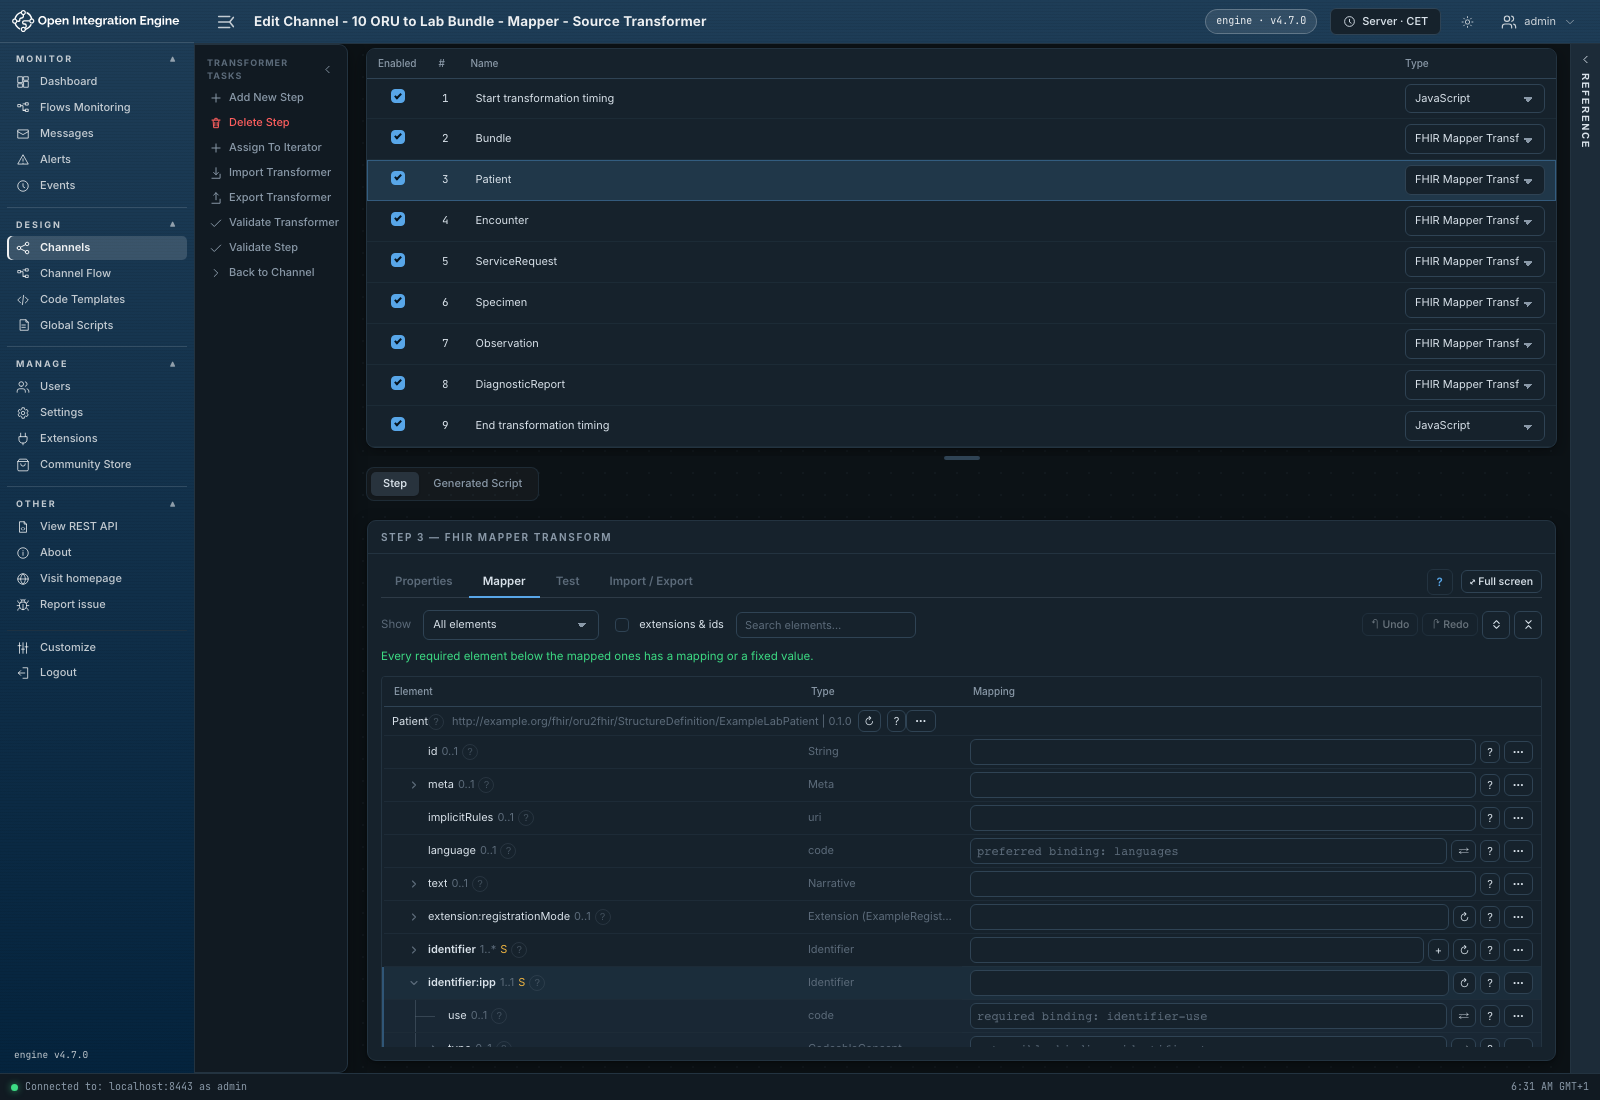 Open Integration Engine
Edit Channel - 10 ORU to Lab Bundle - Mapper - Source Transformer
engine · v4.7.0
Server · CET
admin
MONITOR
Dashboard
Flows Monitoring
Messages
Alerts
Events
DESIGN
Channels
Channel Flow
Code Templates
Global Scripts
MANAGE
Users
Settings
Extensions
Community Store
OTHER
View REST API
About
Visit homepage
Report issue
Customize
Logout
engine v4.7.0
TRANSFORMER
TASKS
Add New Step
Delete Step
Assign To Iterator
Import Transformer
Export Transformer
Validate Transformer
Validate Step
Back to Channel
Enabled # Name Type
1 Start transformation timing JavaScript
2 Bundle FHIR Mapper Transf
3 Patient FHIR Mapper Transf
4 Encounter FHIR Mapper Transf
5 ServiceRequest FHIR Mapper Transf
6 Specimen FHIR Mapper Transf
7 Observation FHIR Mapper Transf
8 DiagnosticReport FHIR Mapper Transf
9 End transformation timing JavaScript
REFERENCE
Step Generated Script
STEP 3 — FHIR MAPPER TRANSFORM
Properties Mapper Test Import / Export ? Full screen
Show All elements extensions & ids Search elements... Undo Redo
Every required element below the mapped ones has a mapping or a fixed value.
Element Type Mapping
Patient ? http://example.org/fhir/oru2fhir/StructureDefinition/ExampleLabPatient | 0.1.0 ? ...
id 0..1 ? String ? ...
meta 0..1 ? Meta ? ...
implicitRules 0..1 ? uri ? ...
language 0..1 ? code preferred binding: languages ? ...
text 0..1 ? Narrative ? ...
extension:registrationMode 0..1 ? Extension (ExampleRegist... ? ...
identifier 1..* S ? Identifier + ? ...
identifier:ipp 1..1 S ? Identifier ? ...
use 0..1 ? code required binding: identifier-use ? ...
Connected to: localhost:8443 as admin
6:31 AM GMT+1